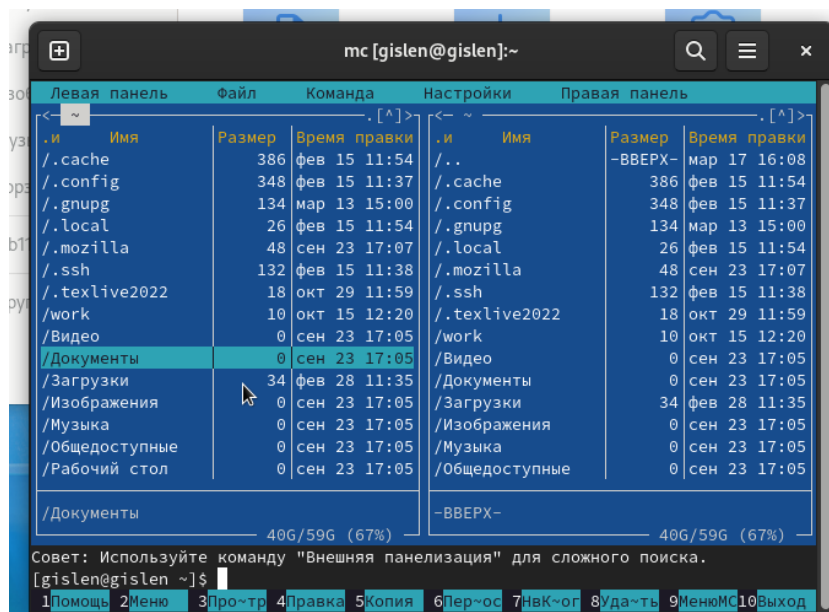 mc [gislen@gislen]:~
Левая панель Файл Команда Настройки Правая панель
<- ~ .[^]> <- ~ .[^]>
.и Имя Размер Время правки .и Имя Размер Время правки
/.cache 386 фев 15 11:54 /.. -ВВЕРХ- мар 17 16:08
/.config 348 фев 15 11:37 /.cache 386 фев 15 11:54
/.gnupg 134 мар 13 15:00 /.config 348 фев 15 11:37
/.local 26 фев 15 11:54 /.gnupg 134 мар 13 15:00
/.mozilla 48 сен 23 17:07 /.local 26 фев 15 11:54
/.ssh 132 фев 15 11:38 /.mozilla 48 сен 23 17:07
/.texlive2022 18 окт 29 11:59 /.ssh 132 фев 15 11:38
/work 10 окт 15 12:20 /.texlive2022 18 окт 29 11:59
/Видео 0 сен 23 17:05 /work 10 окт 15 12:20
/Документы 0 сен 23 17:05 /Видео 0 сен 23 17:05
/Загрузки 34 фев 28 11:35 /Документы 0 сен 23 17:05
/Изображения 0 сен 23 17:05 /Загрузки 34 фев 28 11:35
/Музыка 0 сен 23 17:05 /Изображения 0 сен 23 17:05
/Общедоступные 0 сен 23 17:05 /Музыка 0 сен 23 17:05
/Рабочий стол 0 сен 23 17:05 /Общедоступные 0 сен 23 17:05
/Документы -ВВЕРХ-
40G/59G (67%) 40G/59G (67%)
Совет: Используйте команду "Внешняя панелизация" для сложного поиска.
[gislen@gislen ~]$
1Помощь 2Меню 3Про~тр 4Правка 5Копия 6Пер~ос 7НвК~ог 8Уда~ть 9МенюМС 10Выход